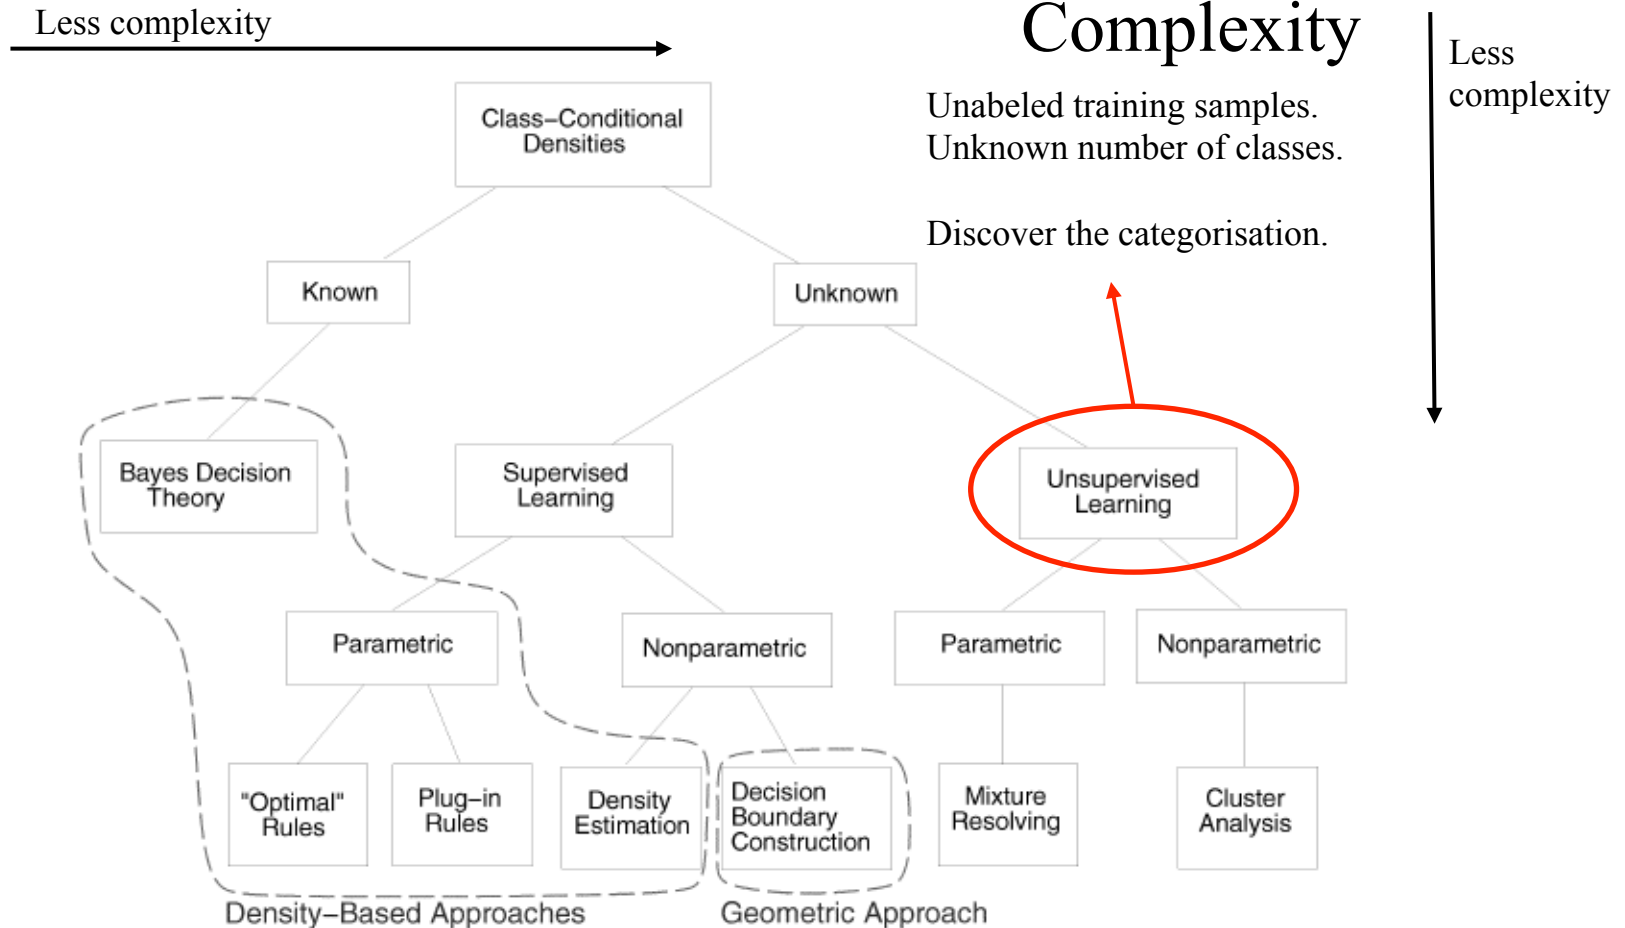 Less complexity
Complexity
Less
complexity
Unabeled training samples.
Unknown number of classes.
Discover the categorisation.
Class–Conditional
Densities
Known
Unknown
Bayes Decision
Theory
Supervised
Learning
Unsupervised
Learning
Parametric
Nonparametric
Parametric
Nonparametric
"Optimal"
Rules
Plug–in
Rules
Density
Estimation
Decision
Boundary
Construction
Mixture
Resolving
Cluster
Analysis
Density–Based Approaches
Geometric Approach